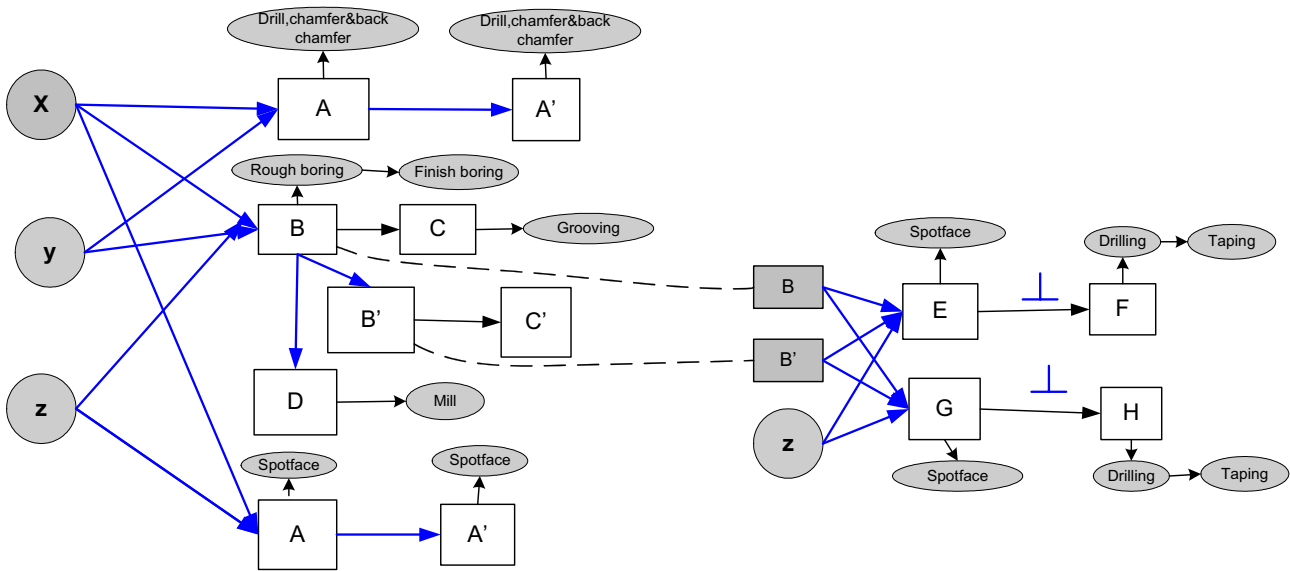 Drill,chamfer&back
chamfer
Drill,chamfer&back
chamfer
X
A
A’
Rough boring
Finish boring
y
B
C
Grooving
B’
C’
D
Mill
z
Spotface
Spotface
A
A’
Spotface
Drilling
Taping
B
E
F
B’
G
H
z
Spotface
Drilling
Taping